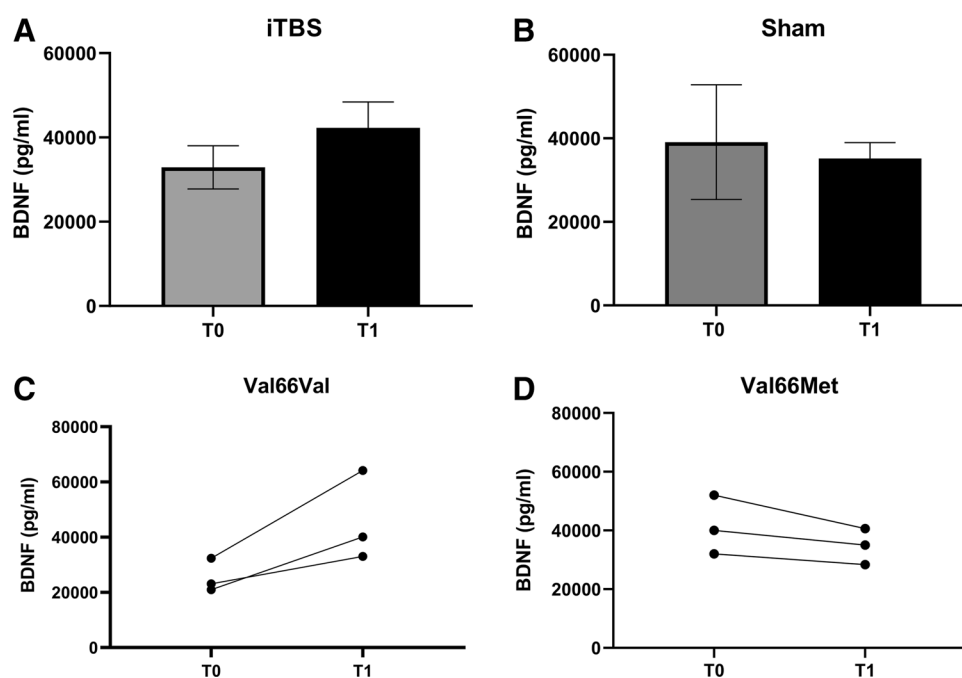 A
iTBS
60000
40000
20000
0
BDNF (pg/ml)
T0
T1
B
Sham
60000
40000
20000
0
BDNF (pg/ml)
T0
T1
C
Val66Val
80000
60000
40000
20000
0
BDNF (pg/ml)
T0
T1
D
Val66Met
80000
60000
40000
20000
0
BDNF (pg/ml)
T0
T1